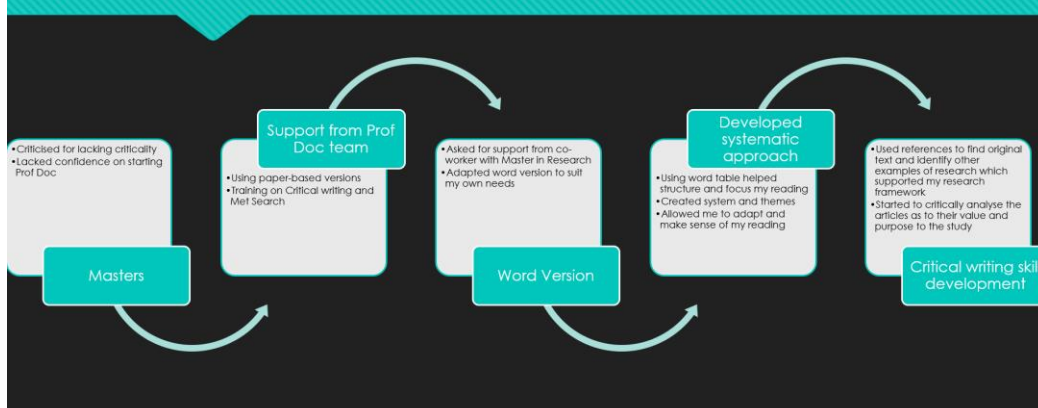 •Criticised for lacking criticality
•Lacked confidence on starting
Prof Doc
Masters
Support from Prof
Doc team
•Using paper-based versions
•Training on Critical writing and
Met Search
•Asked for support from co-
worker with Master in Research
•Adapted word version to suit
my own needs
Word Version
Developed
systematic
approach
•Using word table helped
structure and focus my reading
•Created system and themes
•Allowed me to adapt and
make sense of my reading
•Used references to find original
text and identify other
examples of research which
supported my research
framework
•Started to critically analyse the
articles as to their value and
purpose to the study
Critical writing skil
development